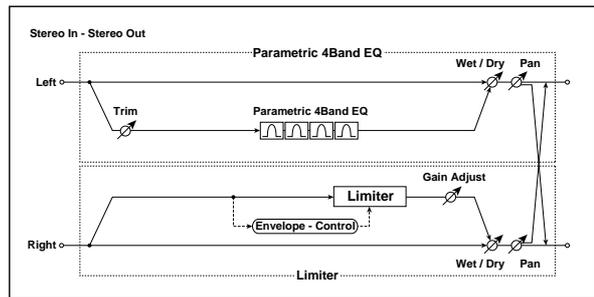 Stereo In - Stereo Out
Parametric 4Band EQ
Wet / Dry
Pan
Left
Trim
Parametric 4Band EQ
Gain Adjust
Limiter
Envelope - Control
Right
Wet / Dry
Pan
Limiter